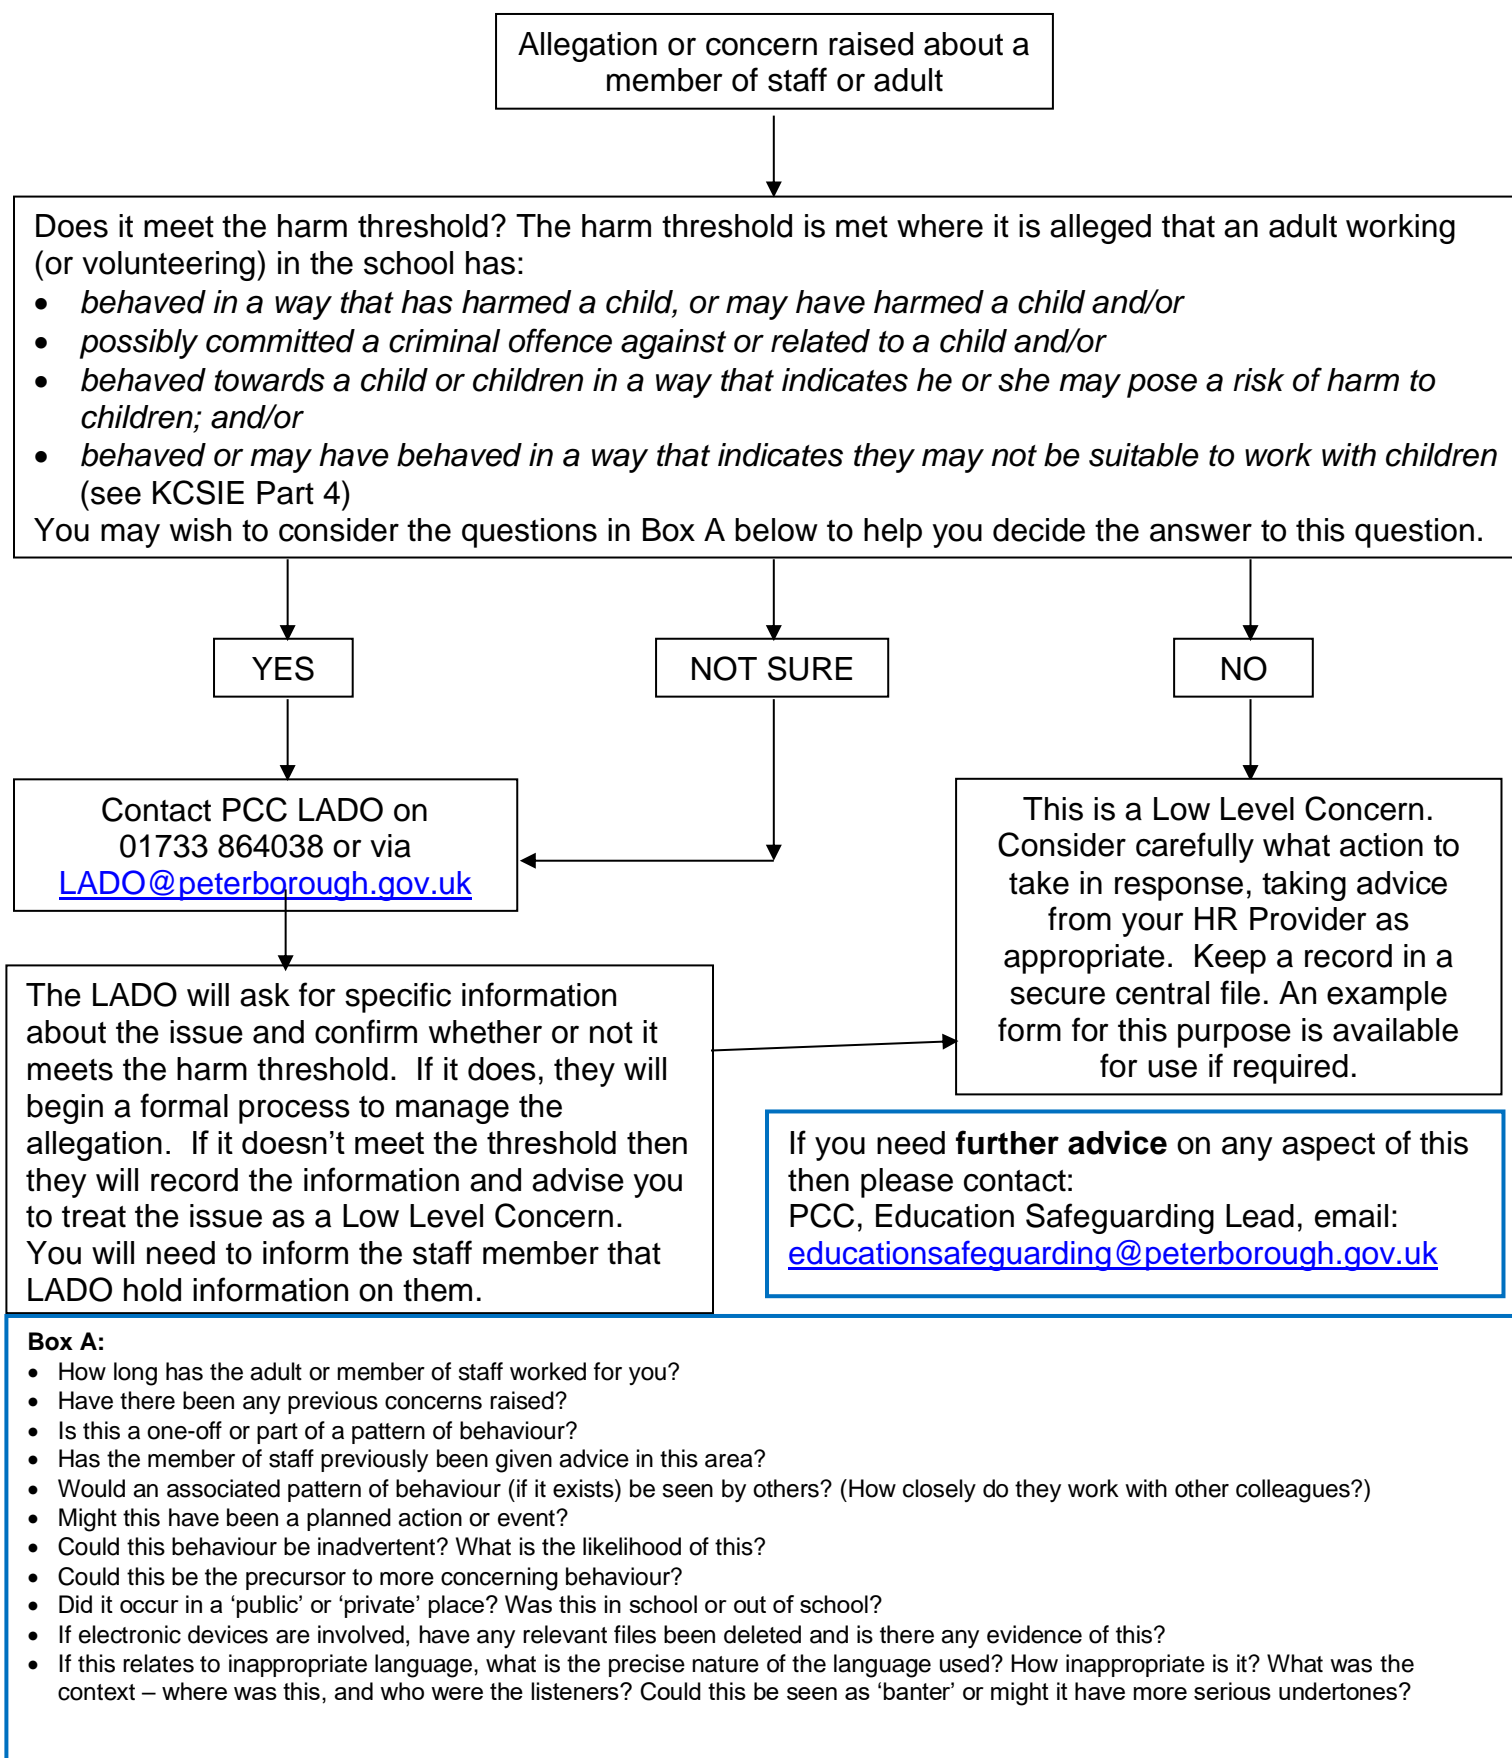 Allegation or concern raised about a
member of staff or adult
Does it meet the harm threshold? The harm threshold is met where it is alleged that an adult working
(or volunteering) in the school has:
• behaved in a way that has harmed a child, or may have harmed a child and/or
• possibly committed a criminal offence against or related to a child and/or
• behaved towards a child or children in a way that indicates he or she may pose a risk of harm to
children; and/or
• behaved or may have behaved in a way that indicates they may not be suitable to work with children
(see KCSIE Part 4)
You may wish to consider the questions in Box A below to help you decide the answer to this question.
YES
NOT SURE
NO
Contact PCC LADO on
01733 864038 or via
LADO@peterborough.gov.uk
This is a Low Level Concern.
Consider carefully what action to
take in response, taking advice
from your HR Provider as
appropriate.  Keep a record in a
secure central file. An example
form for this purpose is available
for use if required.
The LADO will ask for specific information
about the issue and confirm whether or not it
meets the harm threshold.  If it does, they will
begin a formal process to manage the
allegation.  If it doesn’t meet the threshold then
they will record the information and advise you
to treat the issue as a Low Level Concern.
You will need to inform the staff member that
LADO hold information on them.
If you need further advice on any aspect of this
then please contact:
PCC, Education Safeguarding Lead, email:
educationsafeguarding@peterborough.gov.uk
Box A:
• How long has the adult or member of staff worked for you?
• Have there been any previous concerns raised?
• Is this a one-off or part of a pattern of behaviour?
• Has the member of staff previously been given advice in this area?
• Would an associated pattern of behaviour (if it exists) be seen by others? (How closely do they work with other colleagues?)
• Might this have been a planned action or event?
• Could this behaviour be inadvertent? What is the likelihood of this?
• Could this be the precursor to more concerning behaviour?
• Did it occur in a ‘public’ or ‘private’ place? Was this in school or out of school?
• If electronic devices are involved, have any relevant files been deleted and is there any evidence of this?
• If this relates to inappropriate language, what is the precise nature of the language used? How inappropriate is it? What was the
context – where was this, and who were the listeners? Could this be seen as ‘banter’ or might it have more serious undertones?